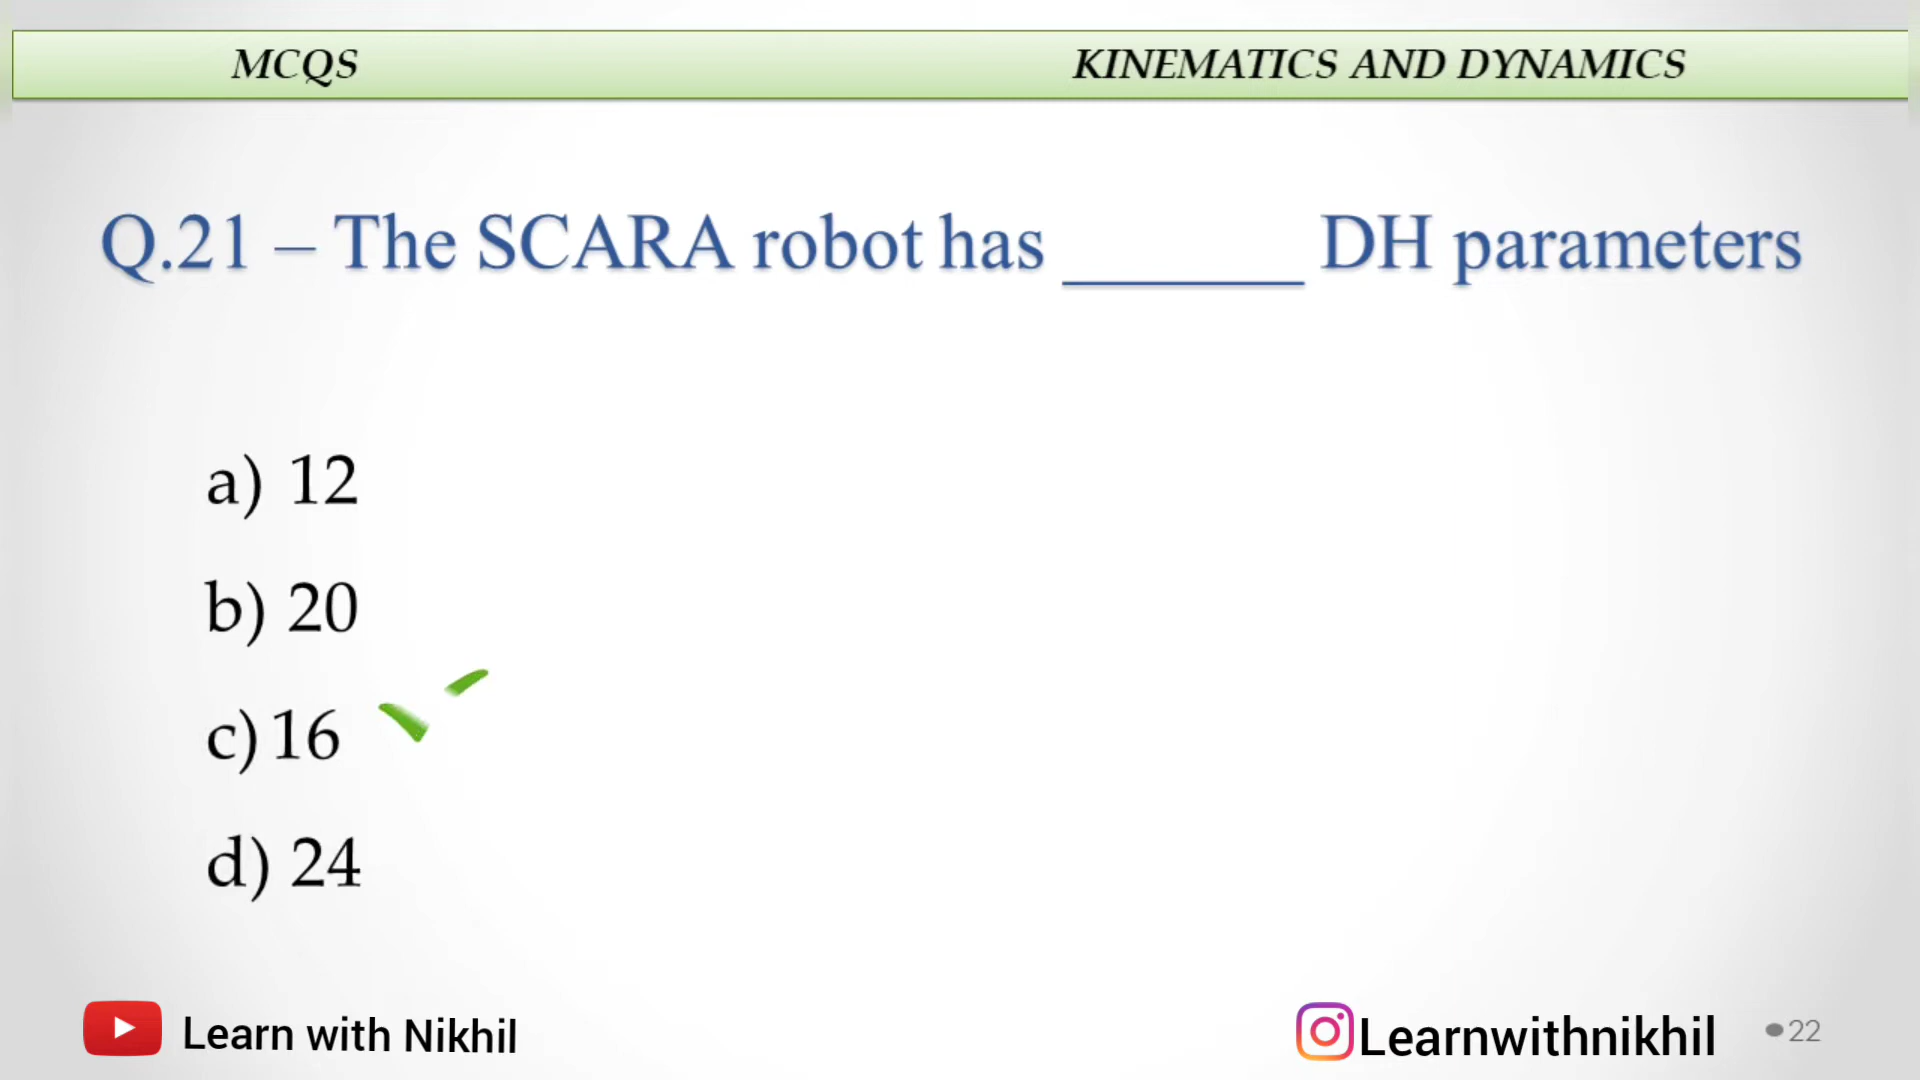 MCQS KINEMATICS AND DYNAMICS
Q.21 – The SCARA robot has ______ DH parameters
a) 12
b) 20
c) 16
d) 24
Learn with Nikhil Learnwithnikhil 22